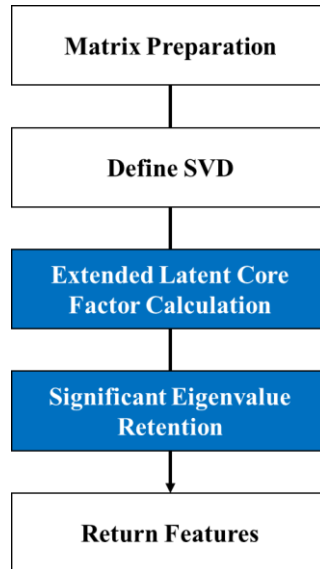 Matrix Preparation
Define SVD
Extended Latent Core
Factor Calculation
Significant Eigenvalue
Retention
Return Features